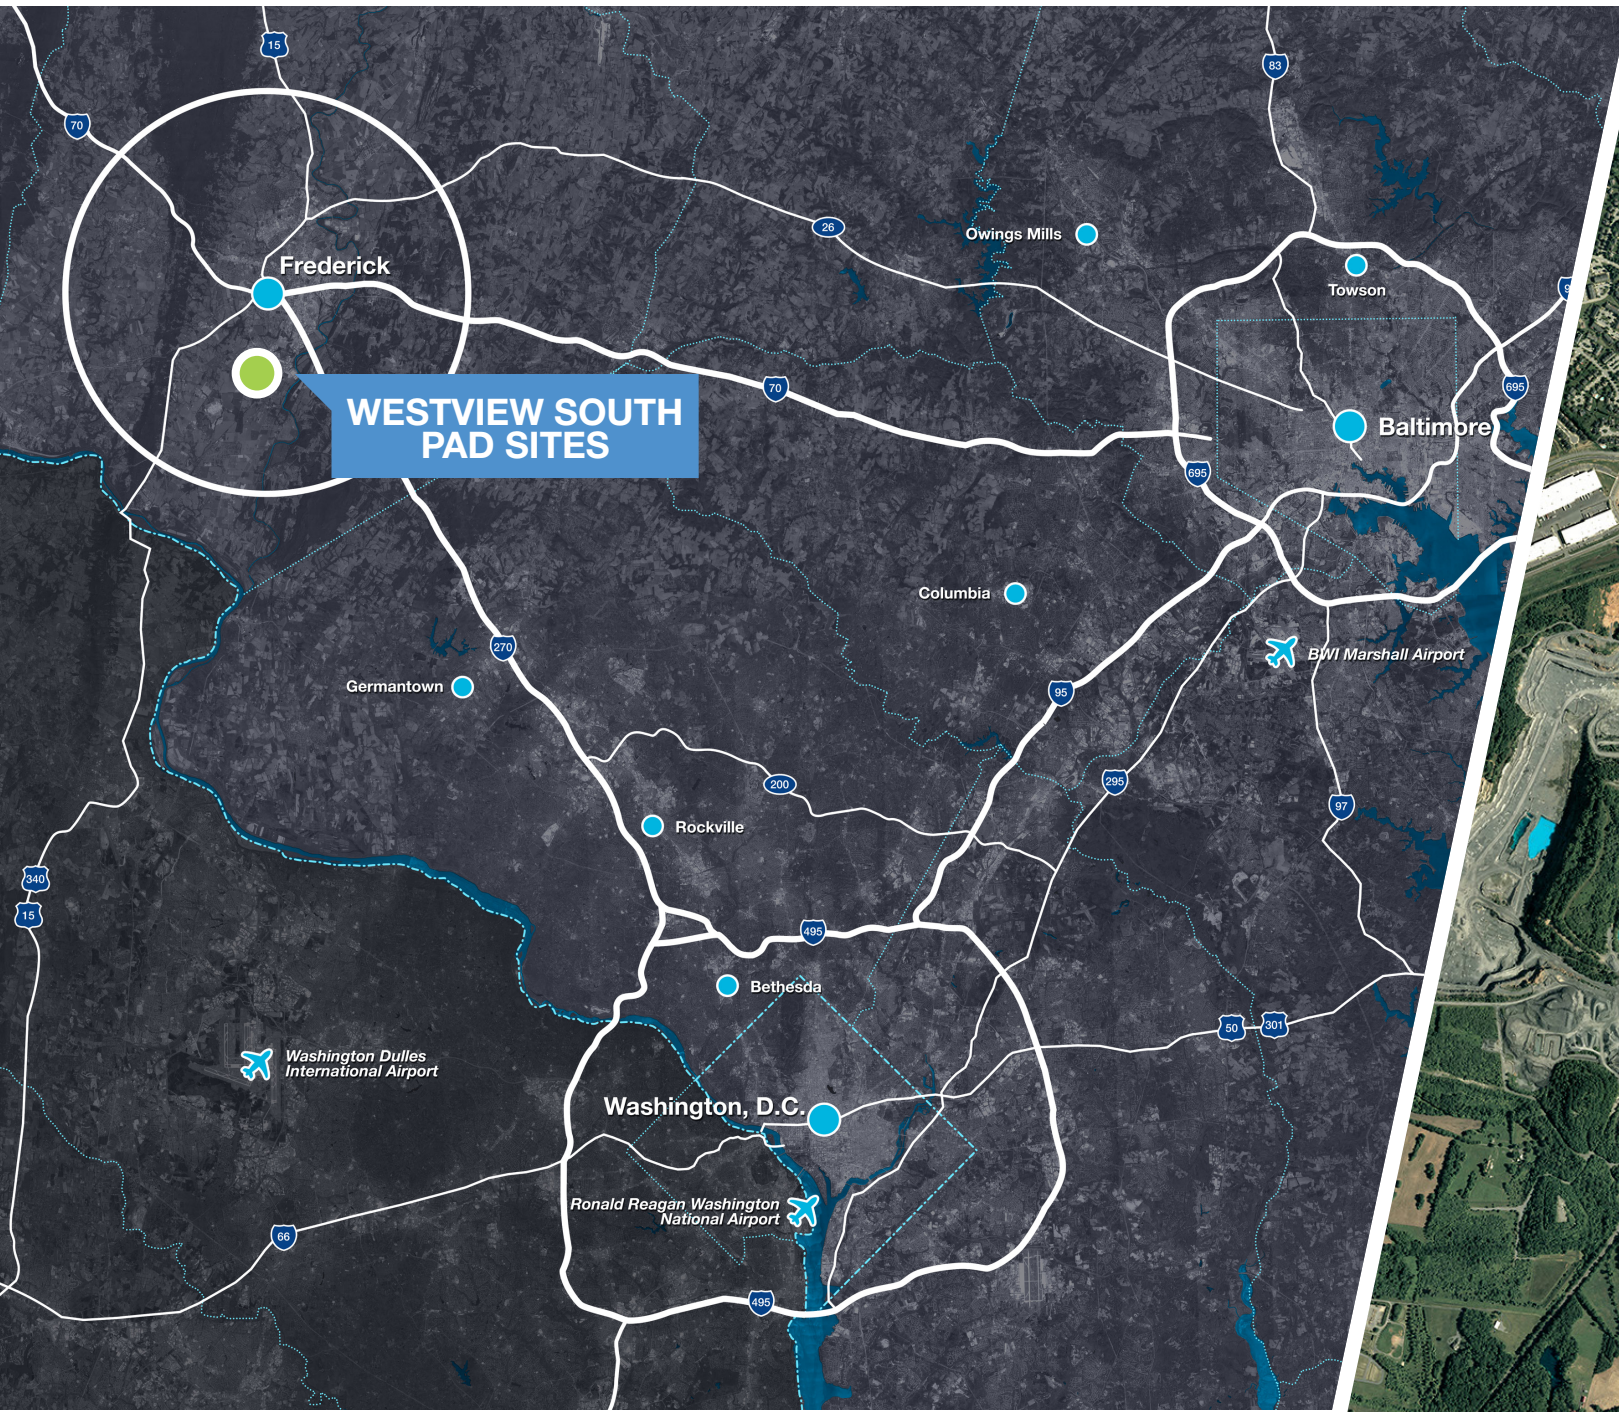 15
83
70
26
Owings Mills
Frederick
Towson
9
WESTVIEW SOUTH
PAD SITES
70
695
Baltimore
695
Columbia
270
BWI Marshall Airport
Germantown
95
295
200
97
Rockville
340
15
495
Bethesda
50
301
Washington Dulles
International Airport
Washington, D.C.
Ronald Reagan Washington
National Airport
66
495